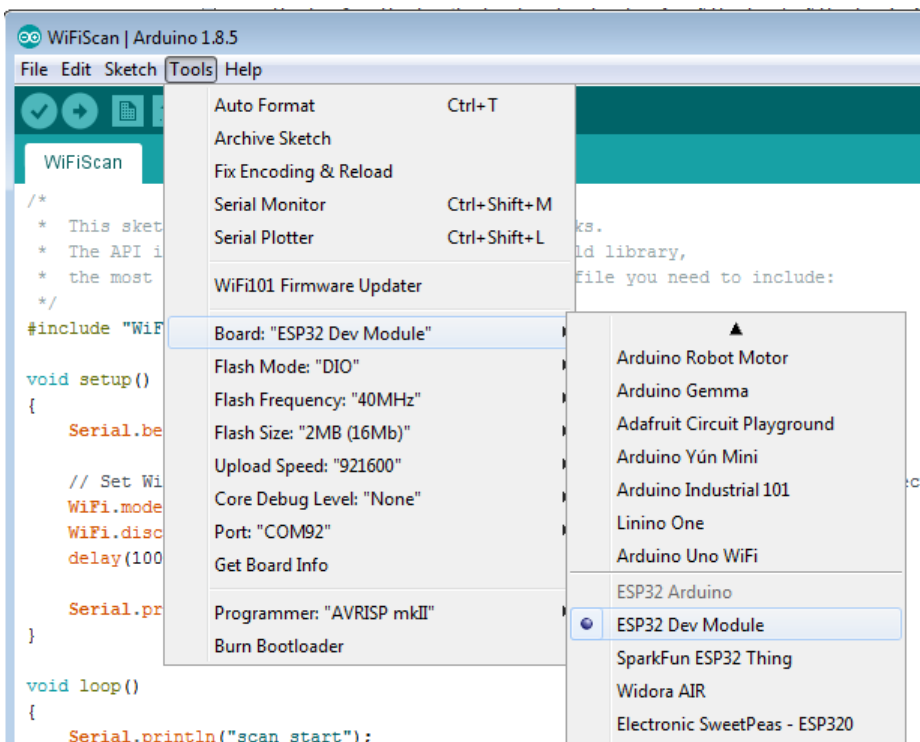 WiFiScan | Arduino 1.8.5
File Edit Sketch Tools Help
WiFiScan
Auto Format Ctrl+T
Archive Sketch
Fix Encoding & Reload
Serial Monitor Ctrl+Shift+M
Serial Plotter Ctrl+Shift+L
WiFi101 Firmware Updater
Board: "ESP32 Dev Module"
Flash Mode: "DIO"
Flash Frequency: "40MHz"
Flash Size: "2MB (16Mb)"
Upload Speed: "921600"
Core Debug Level: "None"
Port: "COM92"
Get Board Info
Programmer: "AVRISP mkII"
Burn Bootloader
Arduino Robot Motor
Arduino Gemma
Adafruit Circuit Playground
Arduino Yún Mini
Arduino Industrial 101
Linino One
Arduino Uno WiFi
ESP32 Arduino
ESP32 Dev Module
SparkFun ESP32 Thing
Widora AIR
Electronic SweetPeas - ESP320
/*
* This sket ks.
* The API i ld library,
* the most file you need to include:
*/
#include "WiF
void setup()
{
Serial.be
// Set Wi ec
WiFi.mode
WiFi.disc
delay(100
Serial.pr
}
void loop()
{
Serial.println("scan start");